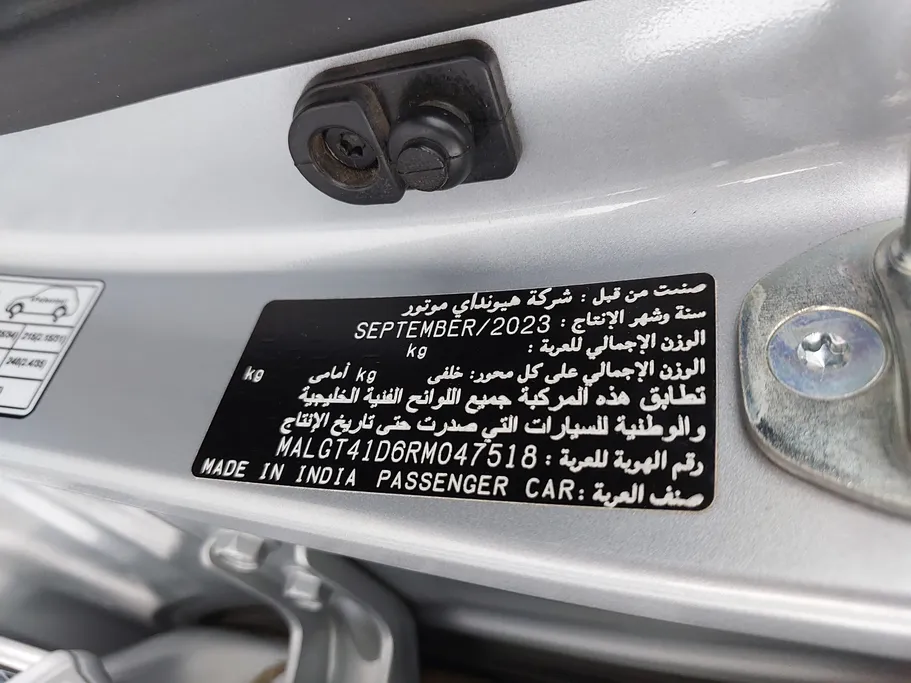 صنعت من قبل : شركة هيونداي موتور
سنة وشهر الإنتاج : SEPTEMBER/2023
الوزن الإجمالي للعربة : kg
الوزن الإجمالي على كل محور: خلفى kg أمامى kg
تطابق هذه المركبة جميع اللوائح الفنية الخليجية
والوطنية للسيارات التي صدرت حتى تاريخ الإنتاج
رقم الهوية للعربة : MALGT41D6RM047518
صنف العربة : MADE IN INDIA PASSENGER CAR